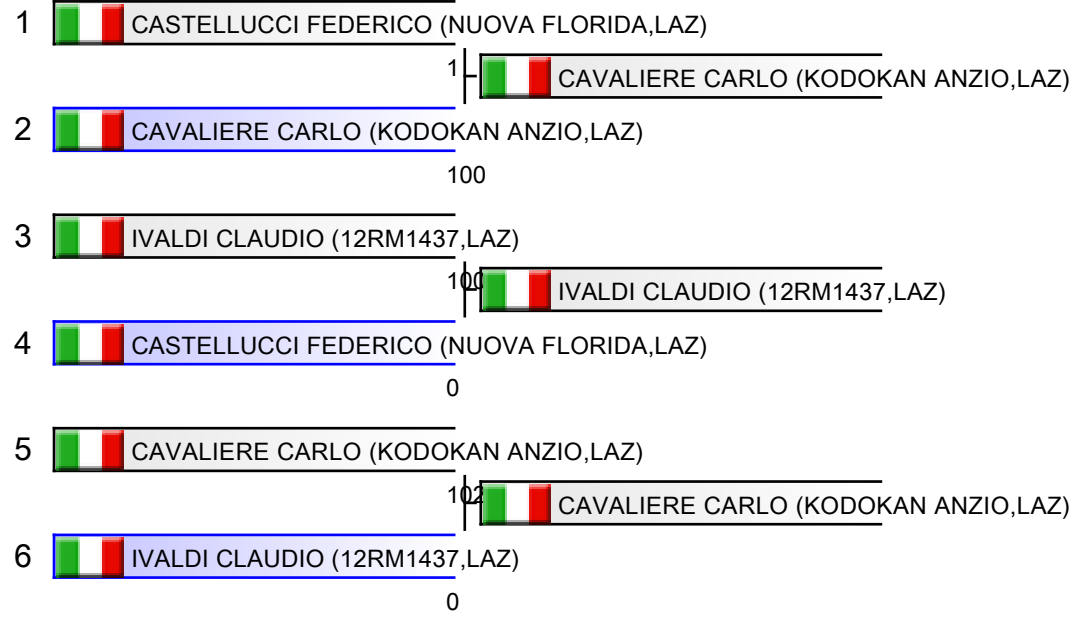 1 CASTELLUCCI FEDERICO (NUOVA FLORIDA,LAZ)
1 CAVALIERE CARLO (KODOKAN ANZIO,LAZ)
2 CAVALIERE CARLO (KODOKAN ANZIO,LAZ)
100
3 IVALDI CLAUDIO (12RM1437,LAZ)
100 IVALDI CLAUDIO (12RM1437,LAZ)
4 CASTELLUCCI FEDERICO (NUOVA FLORIDA,LAZ)
0
5 CAVALIERE CARLO (KODOKAN ANZIO,LAZ)
102 CAVALIERE CARLO (KODOKAN ANZIO,LAZ)
6 IVALDI CLAUDIO (12RM1437,LAZ)
0